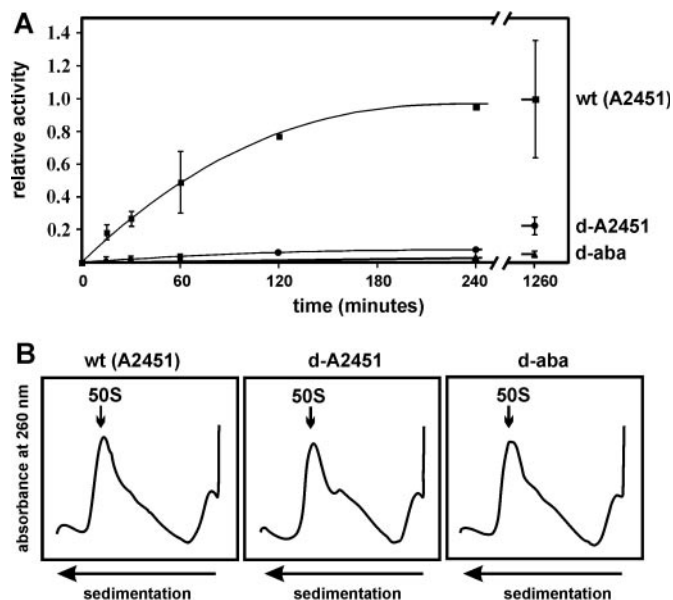 A
relative activity
1.4
1.2
1.0
0.8
0.6
0.4
0.2
0
60
120
180
240
1260
time (minutes)
wt (A2451)
d-A2451
d-aba
B
absorbance at 260 nm
wt (A2451)
d-A2451
d-aba
50S
50S
50S
sedimentation
sedimentation
sedimentation